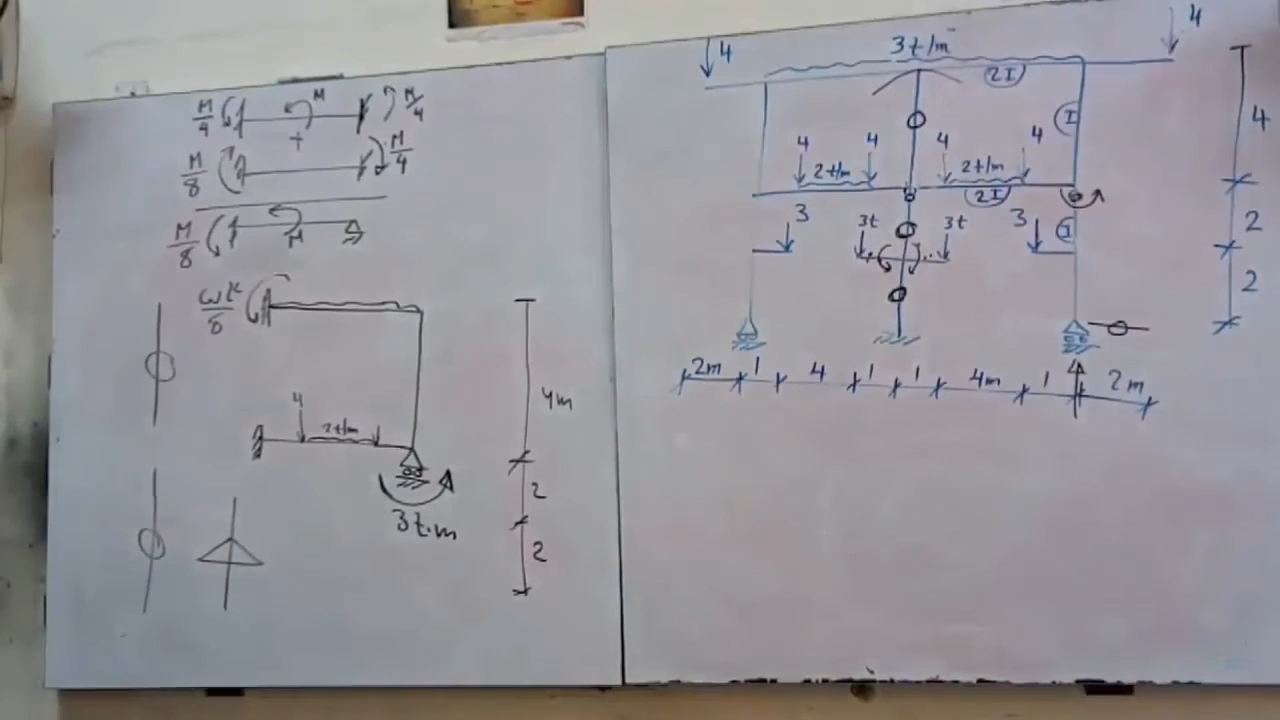 M/4 M M/4
+
M/8 M/4
M/8 M
wl²/8
4m
4 2t/m
2
3t.m
2
4 4
3t/m
2I
I
4
4 4 4 4
2t/m 2t/m
2I
3 3t 3t 3
I
2
2
2m 1 4 1 1 4m 1 2m